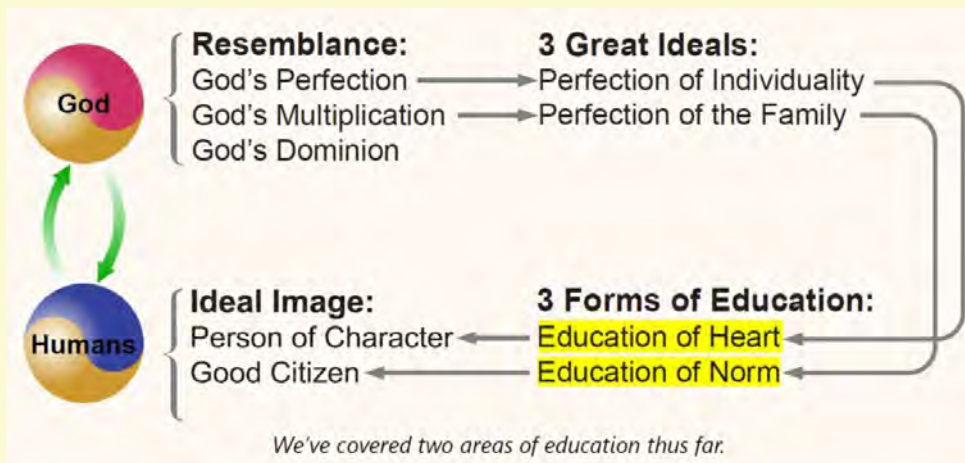 God
Resemblance:
God's Perfection
God's Multiplication
God's Dominion
3 Great Ideals:
Perfection of Individuality
Perfection of the Family
Humans
Ideal Image:
Person of Character
Good Citizen
3 Forms of Education:
Education of Heart
Education of Norm
We've covered two areas of education thus far.